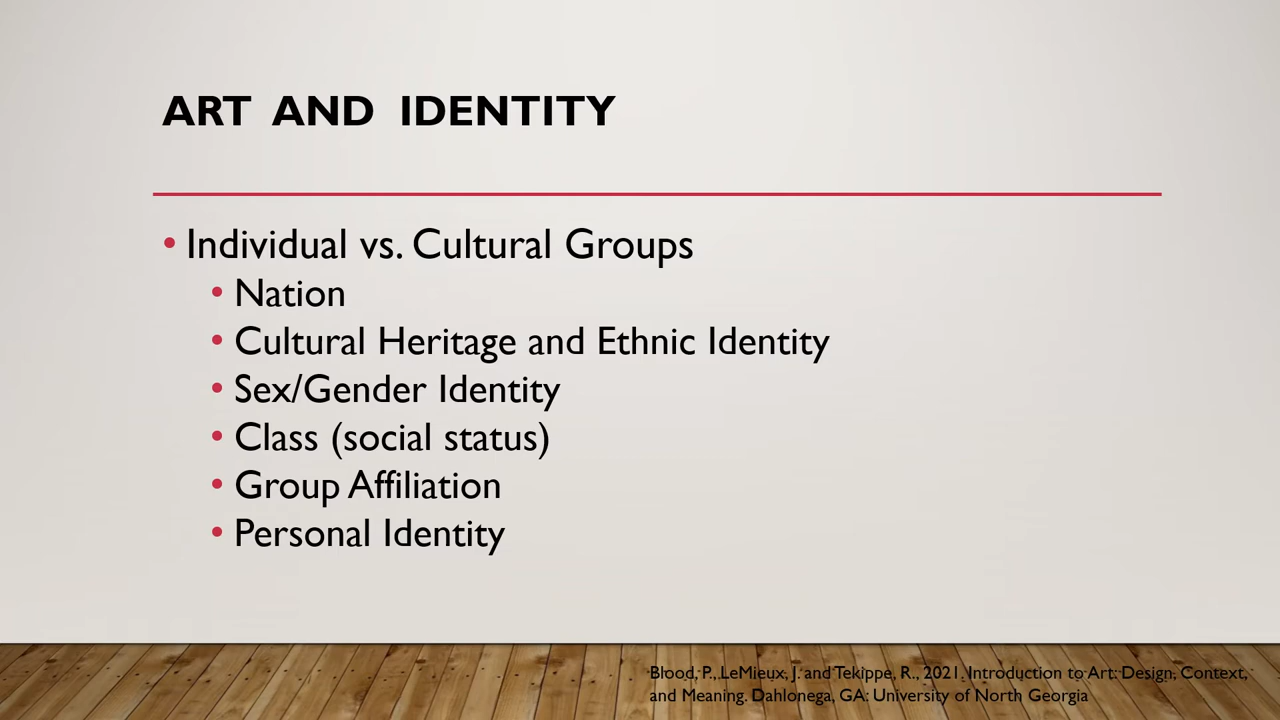 ART AND IDENTITY
• Individual vs. Cultural Groups
• Nation
• Cultural Heritage and Ethnic Identity
• Sex/Gender Identity
• Class (social status)
• Group Affiliation
• Personal Identity
Blood, P., LeMieux, J. and Tekippe, R., 2021. Introduction to Art: Design, Context,
and Meaning. Dahlonega, GA: University of North Georgia